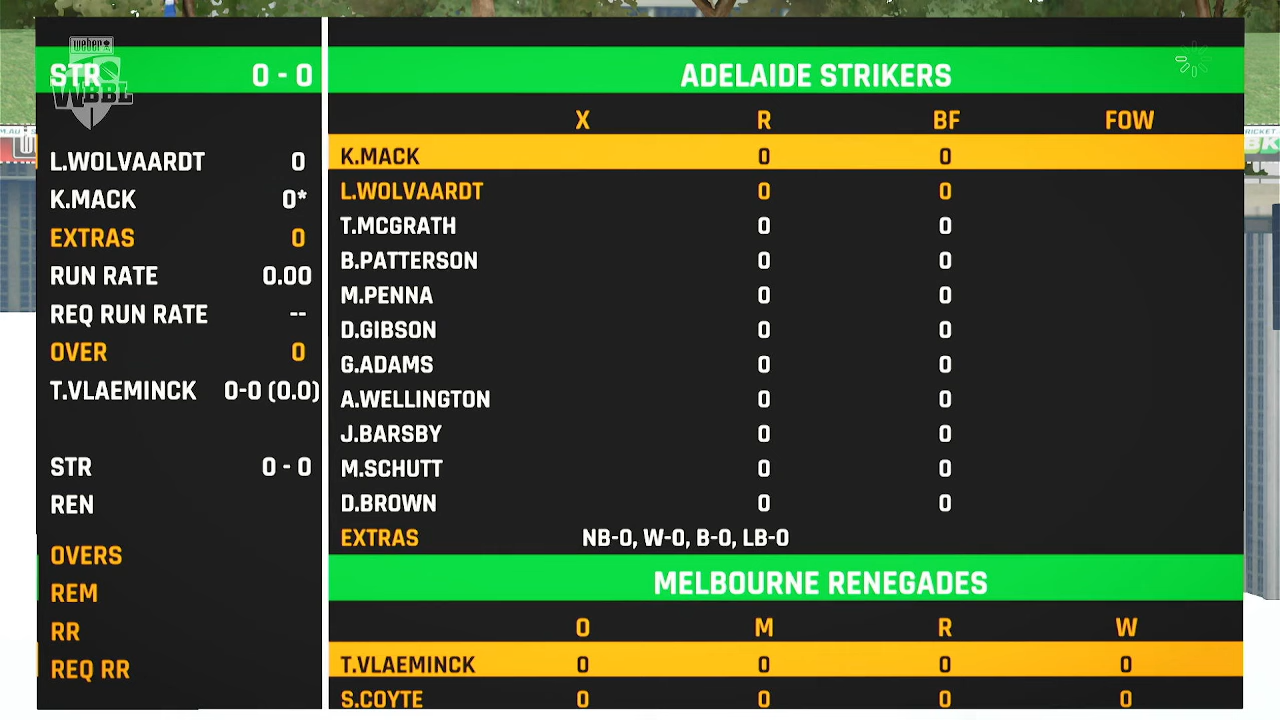 weber
WBBL
STR 0 - 0
L.WOLVAARDT 0
K.MACK 0*
EXTRAS 0
RUN RATE 0.00
REQ RUN RATE --
OVER 0
T.VLAEMINCK 0-0 (0.0)
STR 0 - 0
REN
OVERS
REM
RR
REQ RR
ADELAIDE STRIKERS
X R BF FOW
K.MACK 0 0
L.WOLVAARDT 0 0
T.MCGRATH 0 0
B.PATTERSON 0 0
M.PENNA 0 0
D.GIBSON 0 0
G.ADAMS 0 0
A.WELLINGTON 0 0
J.BARSBY 0 0
M.SCHUTT 0 0
D.BROWN 0 0
EXTRAS NB-0, W-0, B-0, LB-0
MELBOURNE RENEGADES
O M R W
T.VLAEMINCK 0 0 0 0
S.COYTE 0 0 0 0